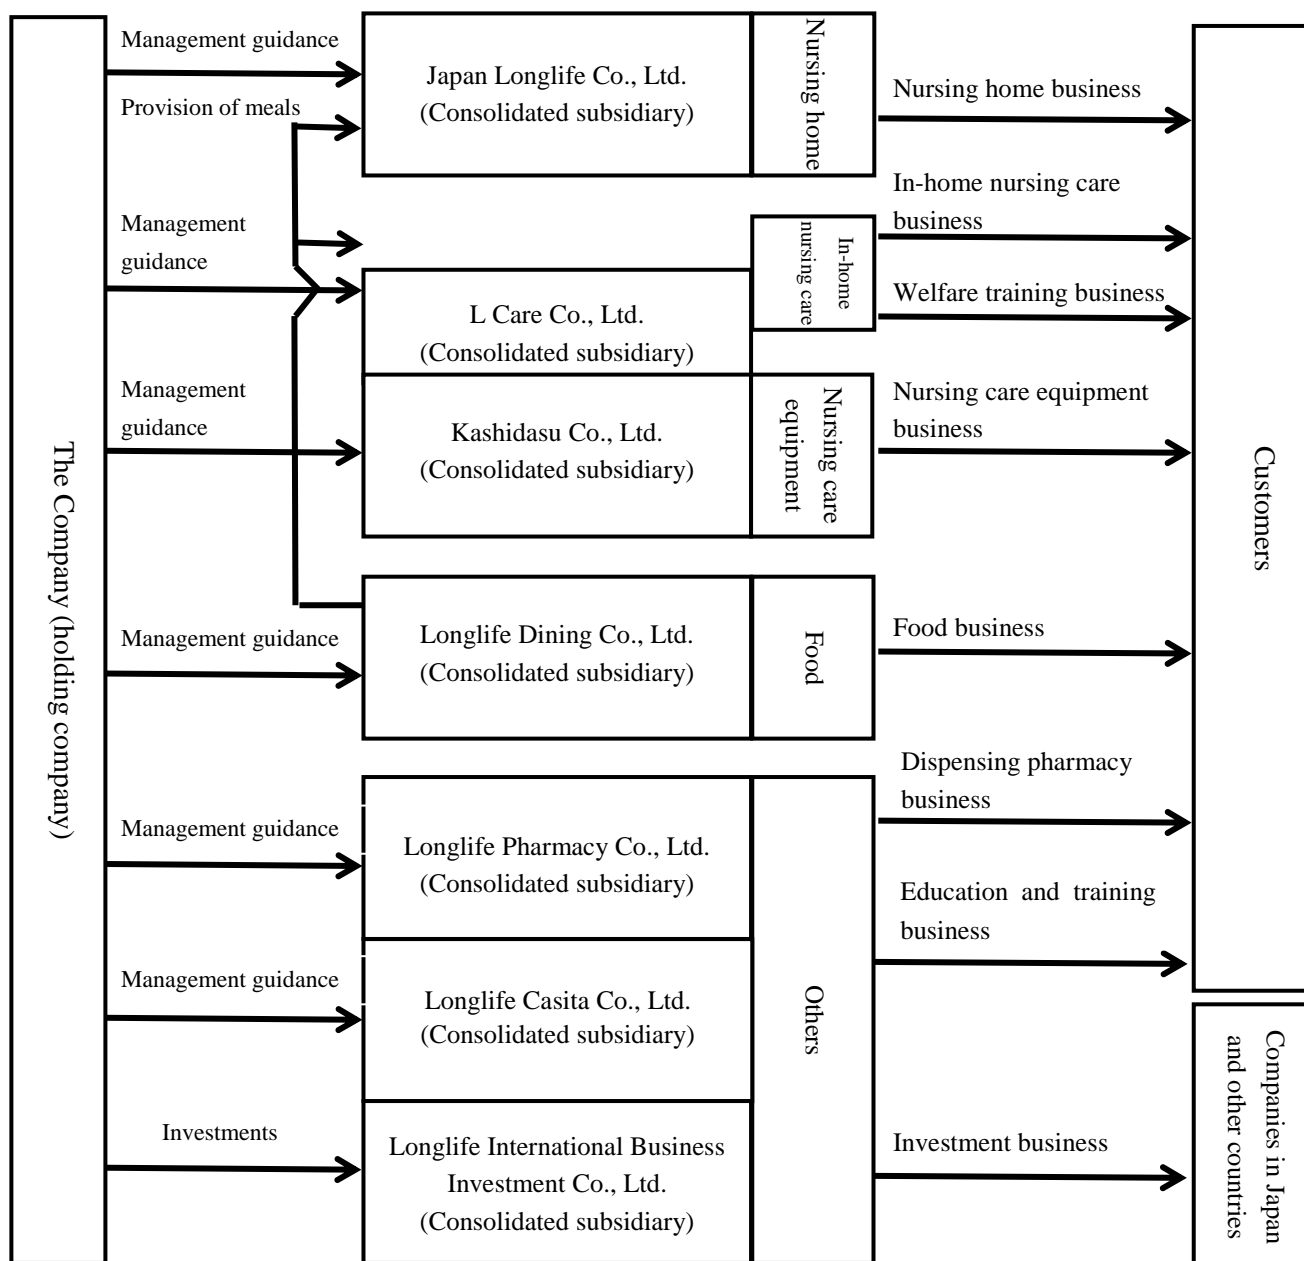 The Company (holding company)
Management guidance
Provision of meals
Japan Longlife Co., Ltd.
(Consolidated subsidiary)
Nursing home
Nursing home business
Management
guidance
L Care Co., Ltd.
(Consolidated subsidiary)
In-home
nursing care
In-home nursing care
business
Welfare training business
Management
guidance
Kashidasu Co., Ltd.
(Consolidated subsidiary)
Nursing care
equipment
Nursing care equipment
business
Management guidance
Longlife Dining Co., Ltd.
(Consolidated subsidiary)
Food
Food business
Management guidance
Longlife Pharmacy Co., Ltd.
(Consolidated subsidiary)
Dispensing pharmacy
business
Management guidance
Longlife Casita Co., Ltd.
(Consolidated subsidiary)
Others
Education and training
business
Investments
Longlife International Business
Investment Co., Ltd.
(Consolidated subsidiary)
Investment business
Customers
Companies in Japan
and other countries